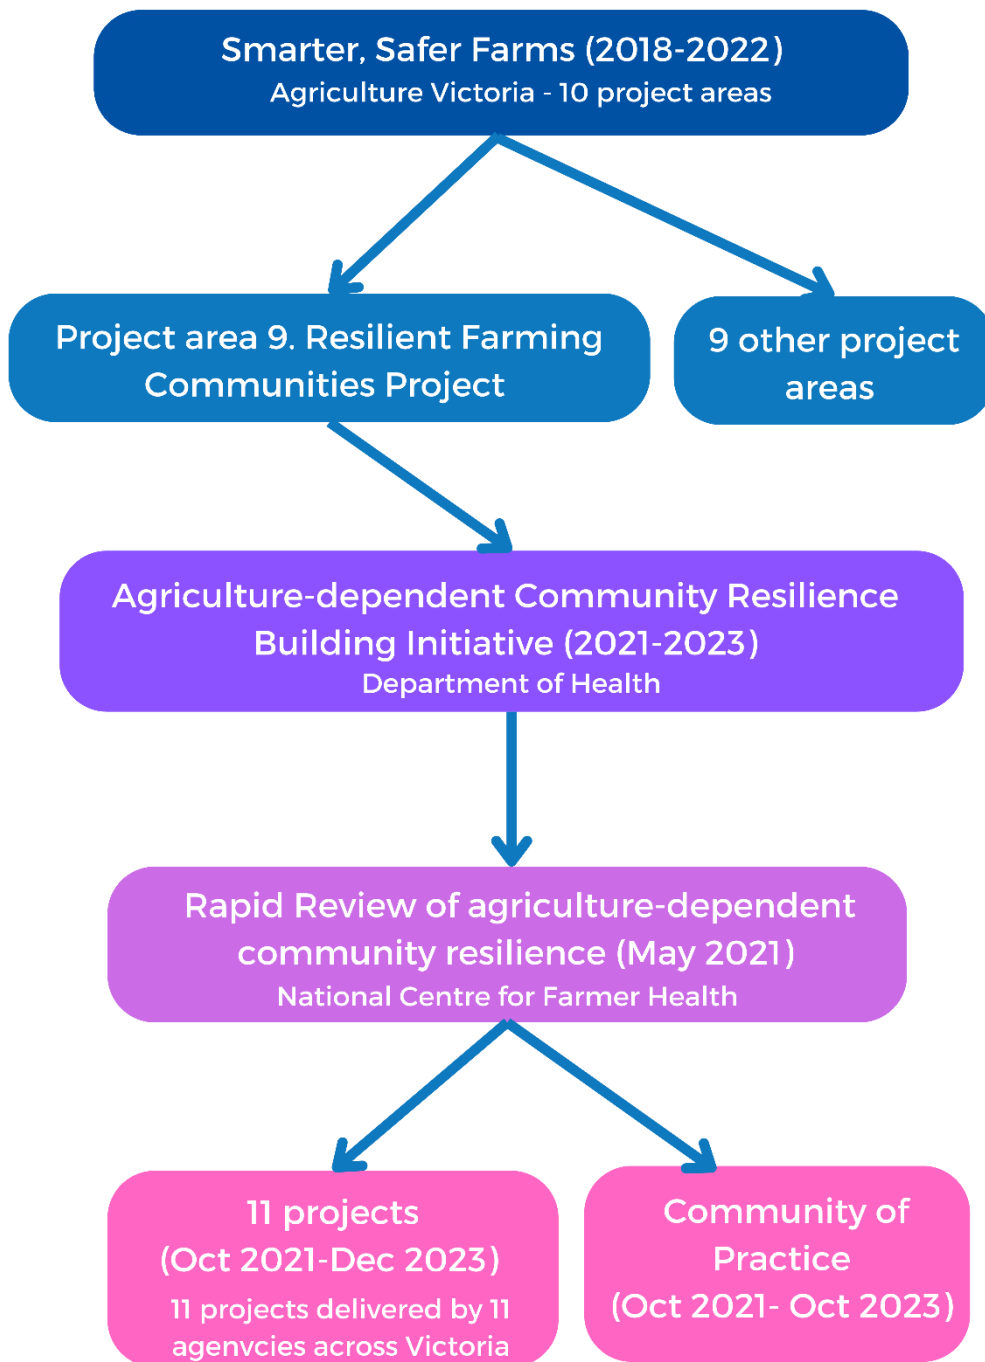 Smarter, Safer Farms (2018-2022)
Agriculture Victoria - 10 project areas
Project area 9. Resilient Farming
Communities Project
9 other project
areas
Agriculture-dependent Community Resilience
Building Initiative (2021-2023)
Department of Health
Rapid Review of agriculture-dependent
community resilience (May 2021)
National Centre for Farmer Health
11 projects
(Oct 2021-Dec 2023)
11 projects delivered by 11
agenvcies across Victoria
Community of
Practice
(Oct 2021- Oct 2023)